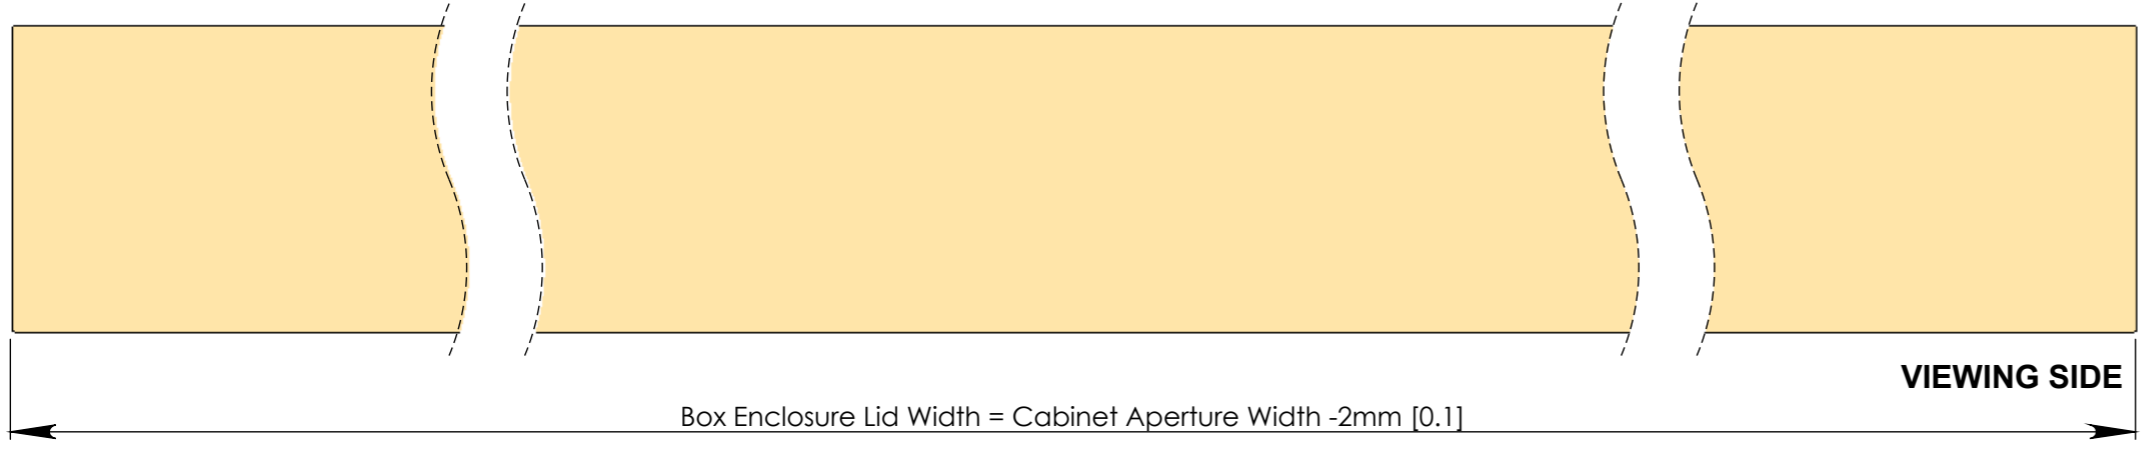 VIEWING SIDE
Box Enclosure Lid Width = Cabinet Aperture Width -2mm [0.1]